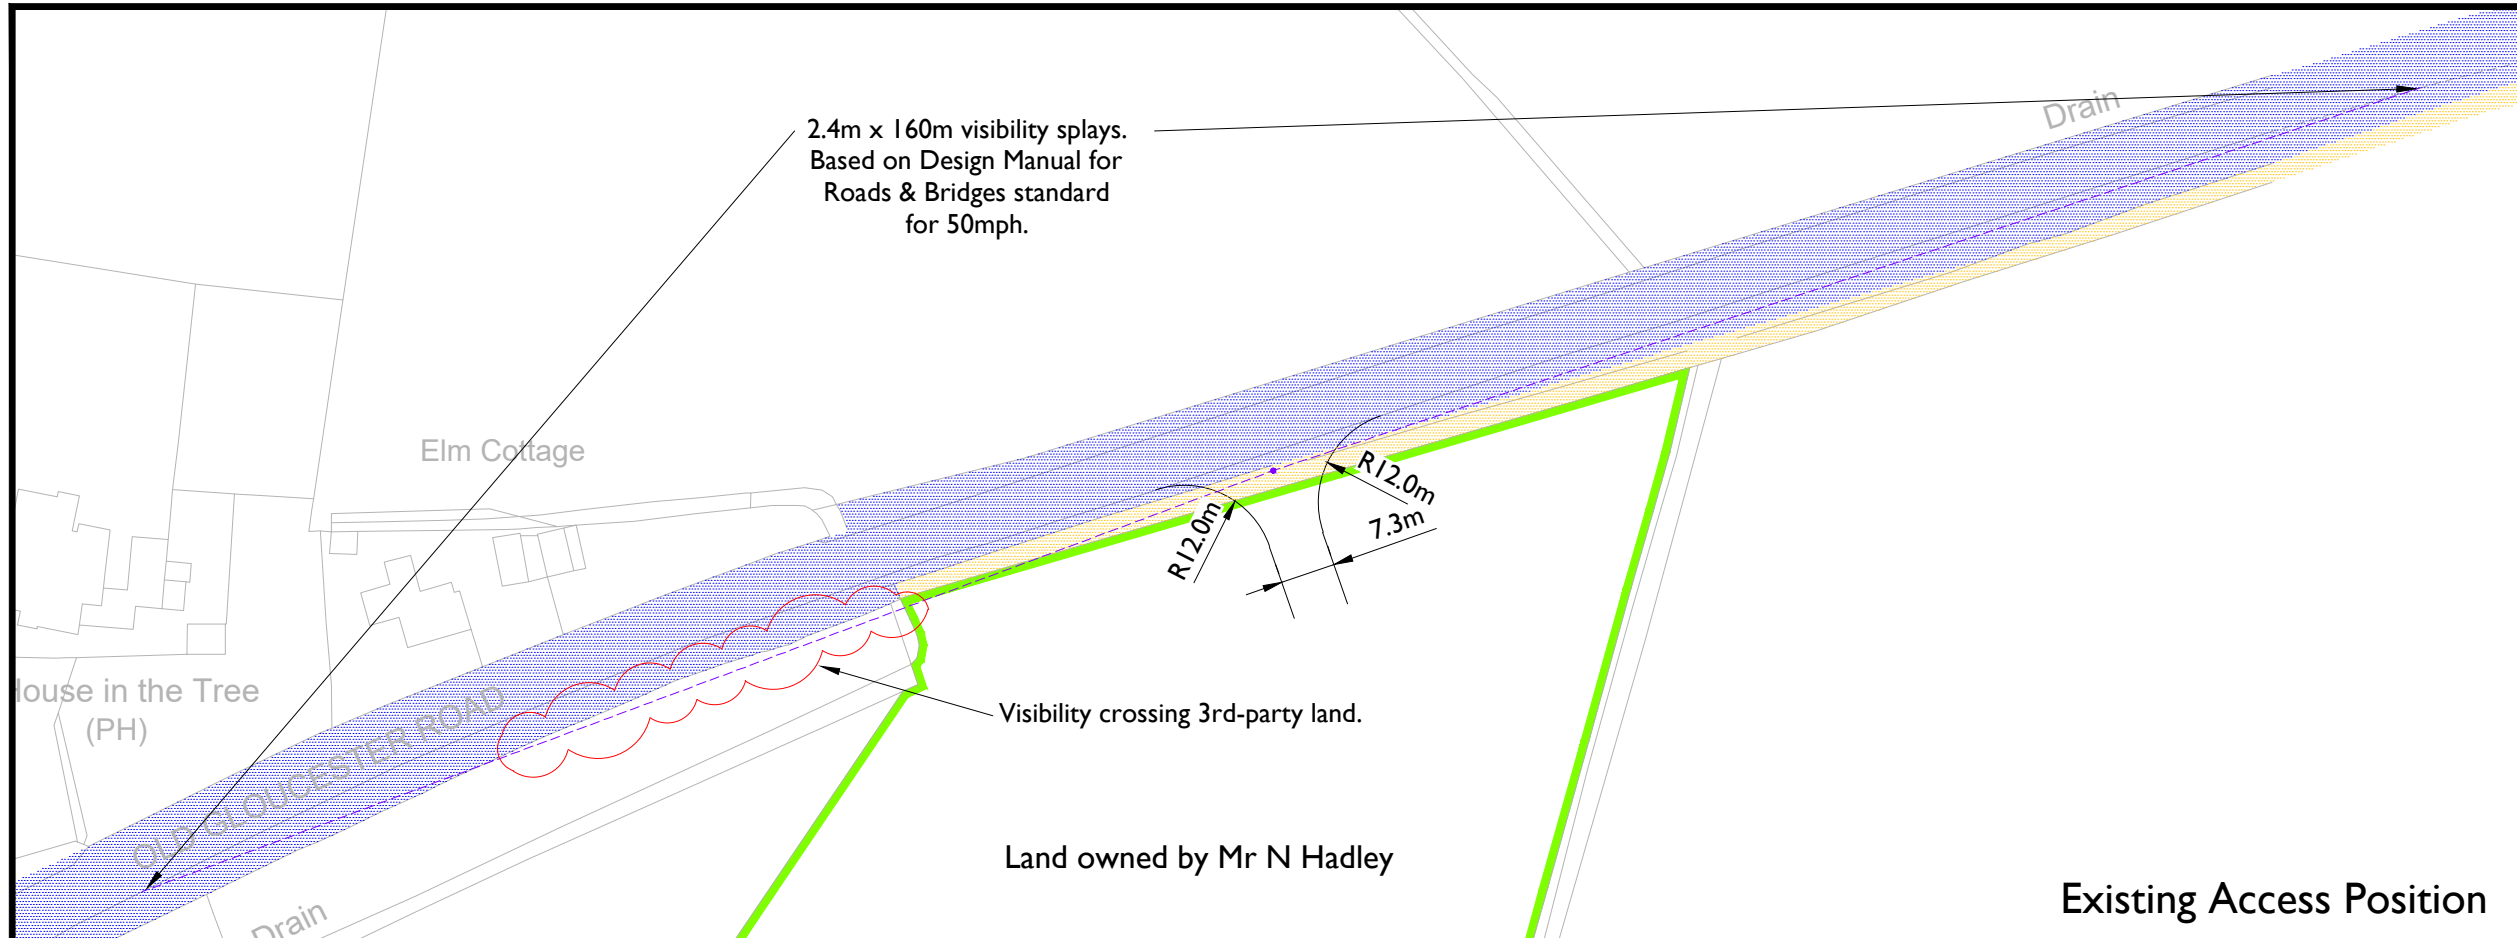 Drain
2.4m x 160m visibility splays.
Based on Design Manual for
Roads & Bridges standard
for 50mph.
Elm Cottage
R12.0m
R12.0m
7.3m
House in the Tree
(PH)
OLD GLOUCESTER ROAD
Visibility crossing 3rd-party land.
Land owned by Mr N Hadley
Existing Access Position
Drain